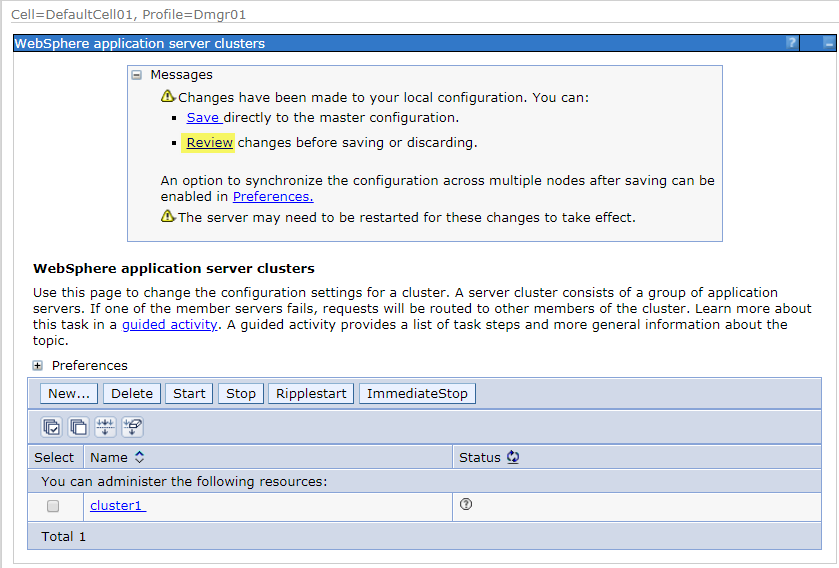 Cell=DefaultCell01, Profile=Dmgr01
WebSphere application server clusters
?
Messages
Changes have been made to your local configuration. You can:
Save directly to the master configuration.
Review changes before saving or discarding.
An option to synchronize the configuration across multiple nodes after saving can be
enabled in Preferences.
The server may need to be restarted for these changes to take effect.
WebSphere application server clusters
Use this page to change the configuration settings for a cluster. A server cluster consists of a group of application
servers. If one of the member servers fails, requests will be routed to other members of the cluster. Learn more about
this task in a guided activity. A guided activity provides a list of task steps and more general information about the
topic.
Preferences
New... Delete Start Stop Ripplestart ImmediateStop
Select Name Status
You can administer the following resources:
cluster1 ?
Total 1